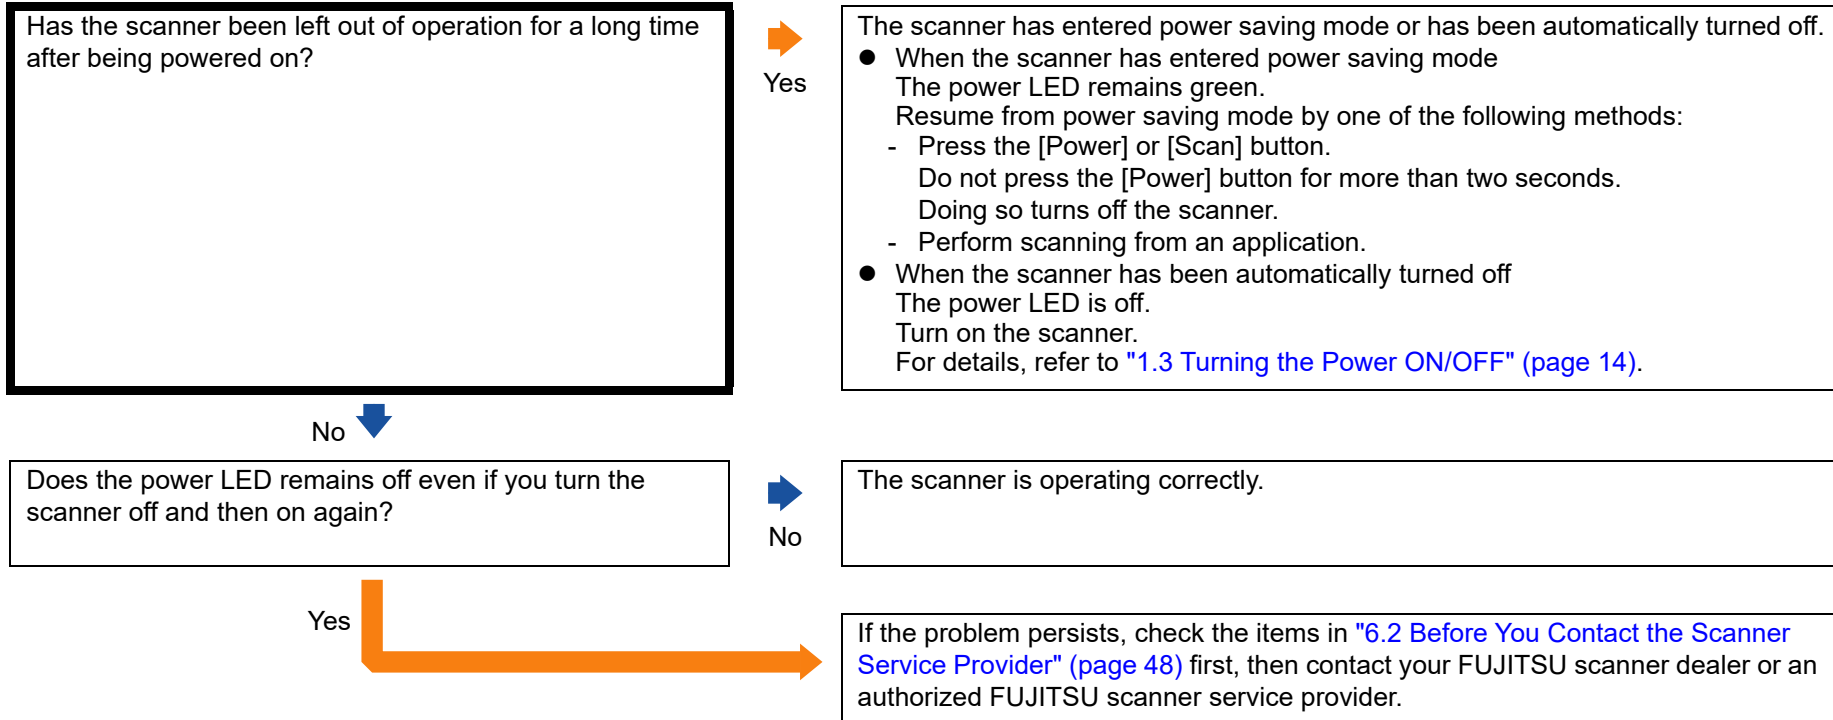 Has the scanner been left out of operation for a long time
after being powered on?
Yes
The scanner has entered power saving mode or has been automatically turned off.
● When the scanner has entered power saving mode
The power LED remains green.
Resume from power saving mode by one of the following methods:
- Press the [Power] or [Scan] button.
Do not press the [Power] button for more than two seconds.
Doing so turns off the scanner.
- Perform scanning from an application.
● When the scanner has been automatically turned off
The power LED is off.
Turn on the scanner.
For details, refer to "1.3 Turning the Power ON/OFF" (page 14).
No
Does the power LED remains off even if you turn the
scanner off and then on again?
No
The scanner is operating correctly.
Yes
If the problem persists, check the items in "6.2 Before You Contact the Scanner
Service Provider" (page 48) first, then contact your FUJITSU scanner dealer or an
authorized FUJITSU scanner service provider.